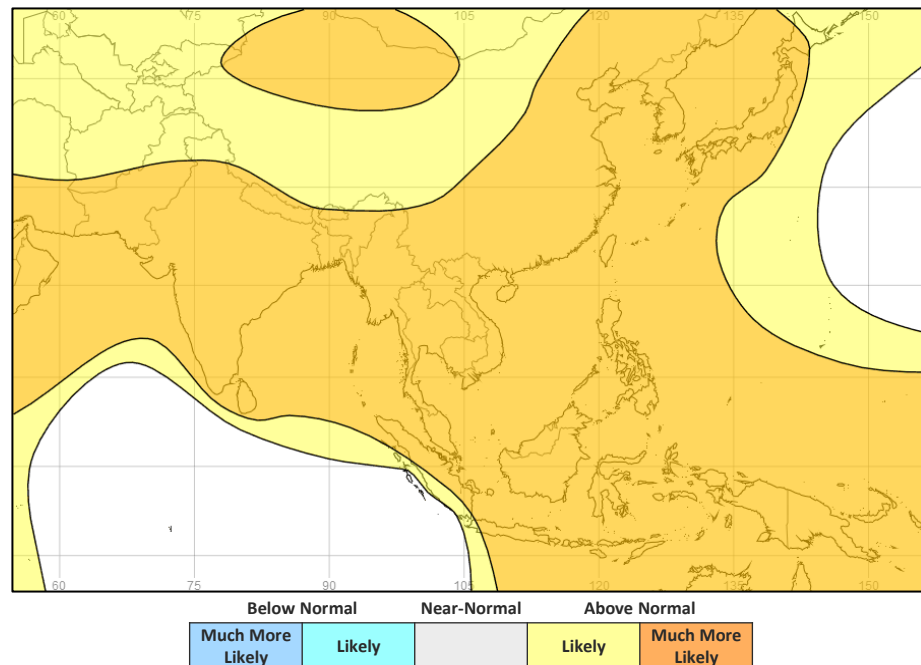 60 75 90 105 120 135 150
60 75 90 105 120 135 150
Below Normal Near-Normal Above Normal
Much More Likely Likely Much More
Likely Likely